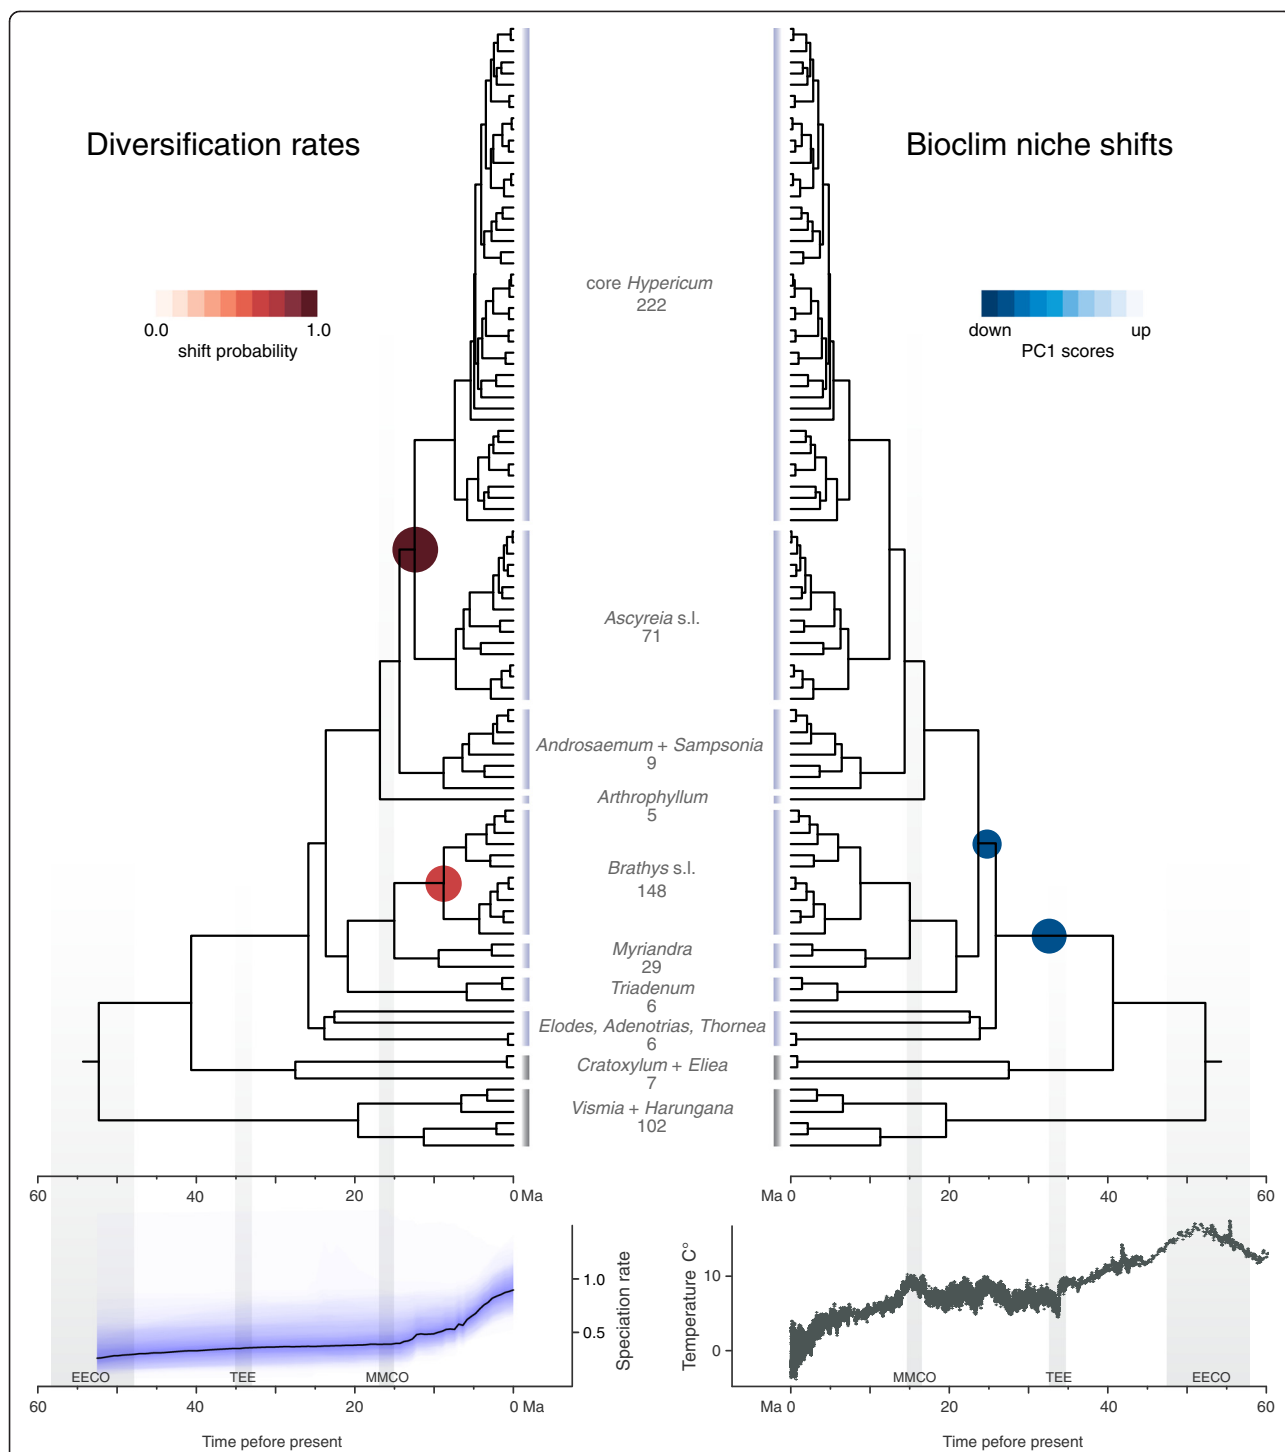 Diversification rates
Bioclim niche shifts
0.0 1.0
shift probability
down up
PC1 scores
core Hypericum
222
Ascyreia s.l.
71
Androsaemum + Sampsonia
9
Arthrophyllum
5
Brathys s.l.
148
Myriandra
29
Triadenum
6
Elodes, Adenotrias, Thornea
6
Cratoxylum + Eliea
7
Vismia + Harungana
102
60 40 20 0 Ma
Ma 0 20 40 60
1.0
0.5
Speciation rate
EECO TEE MMCO
60 40 20 0 Ma
Time pefore present
Temperature C°
10
0
MMCO TEE EECO
Ma 0 20 40 60
Time pefore present